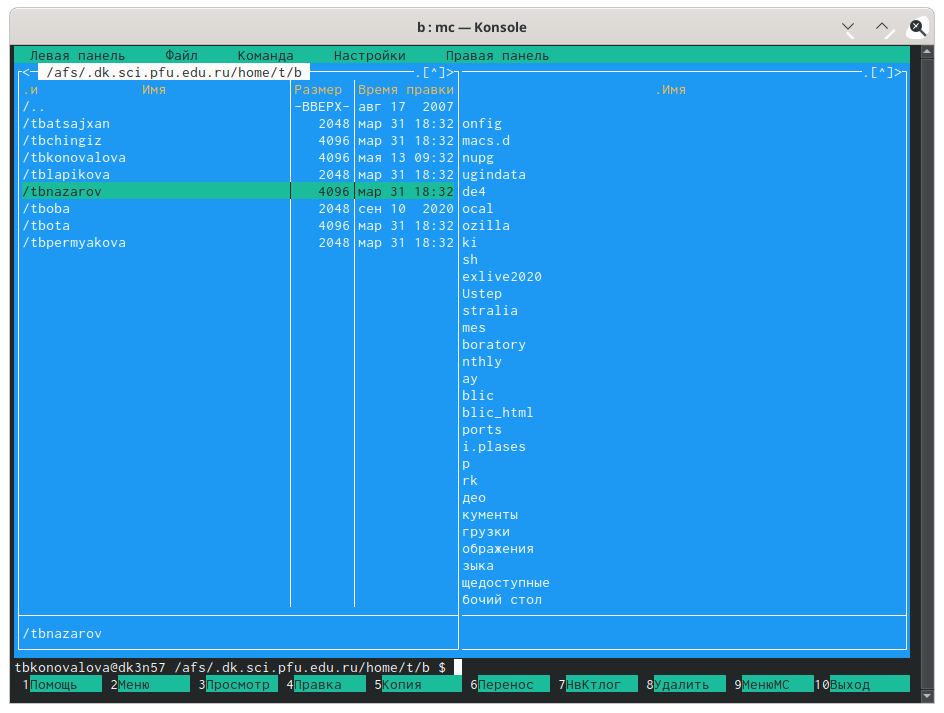 b : mc — Konsole
Левая панель Файл Команда Настройки Правая панель
<— /afs/.dk.sci.pfu.edu.ru/home/t/b .[^]> .[^]>
.и Имя Размер Время правки .Имя
/.. -ВВЕРХ- авг 17 2007
/tbatsajxan 2048 мар 31 18:32 onfig
/tbchingiz 4096 мар 31 18:32 macs.d
/tbkonovalova 4096 мая 13 09:32 nupg
/tblapikova 2048 мар 31 18:32 ugindata
/tbnazarov 4096 мар 31 18:32 de4
/tboba 2048 сен 10 2020 ocal
/tbota 4096 мар 31 18:32 ozilla
/tbpermyakova 2048 мар 31 18:32 ki
sh
exlive2020
Ustep
stralia
mes
boratory
nthly
ay
blic
blic_html
ports
i.plases
p
rk
део
кументы
грузки
ображения
зыка
щедоступные
бочий стол
/tbnazarov
tbkonovalova@dk3n57 /afs/.dk.sci.pfu.edu.ru/home/t/b $
1Помощь 2Меню 3Просмотр 4Правка 5Копия 6Перенос 7НвКтлог 8Удалить 9МенюМС 10Выход